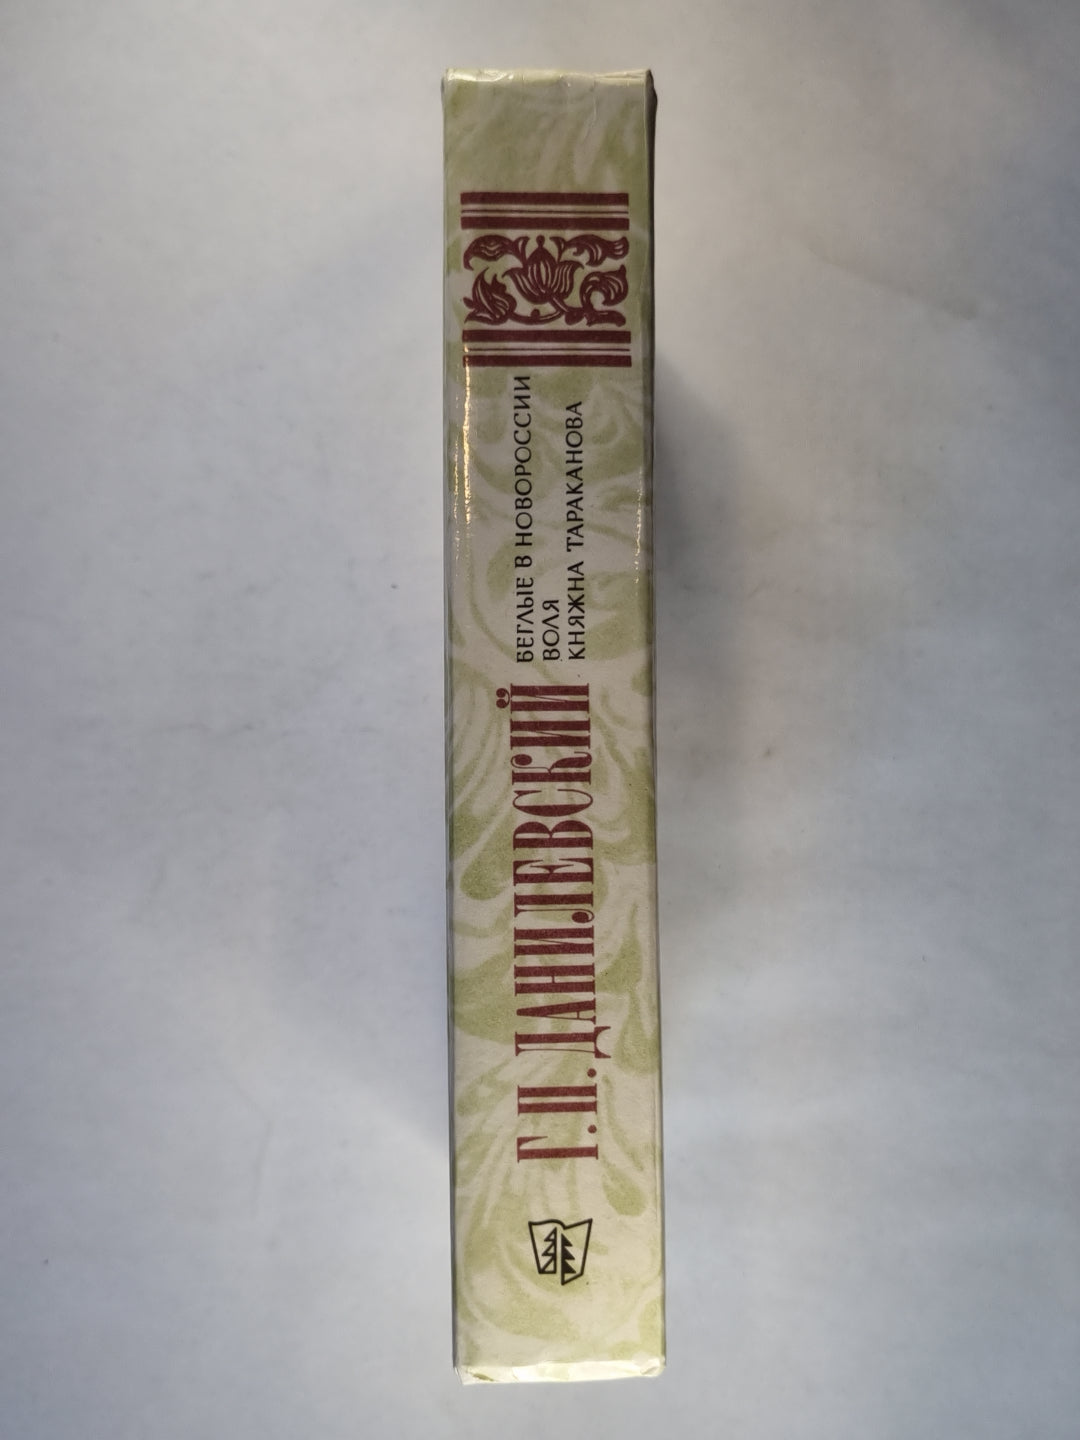 Г. П. ДАНИЛЕВСКИЙ
БЕГЛЫЕ В НОВОРОССИИ
ВОЛЯ
КНЯЖНА ТАРАКАНОВА